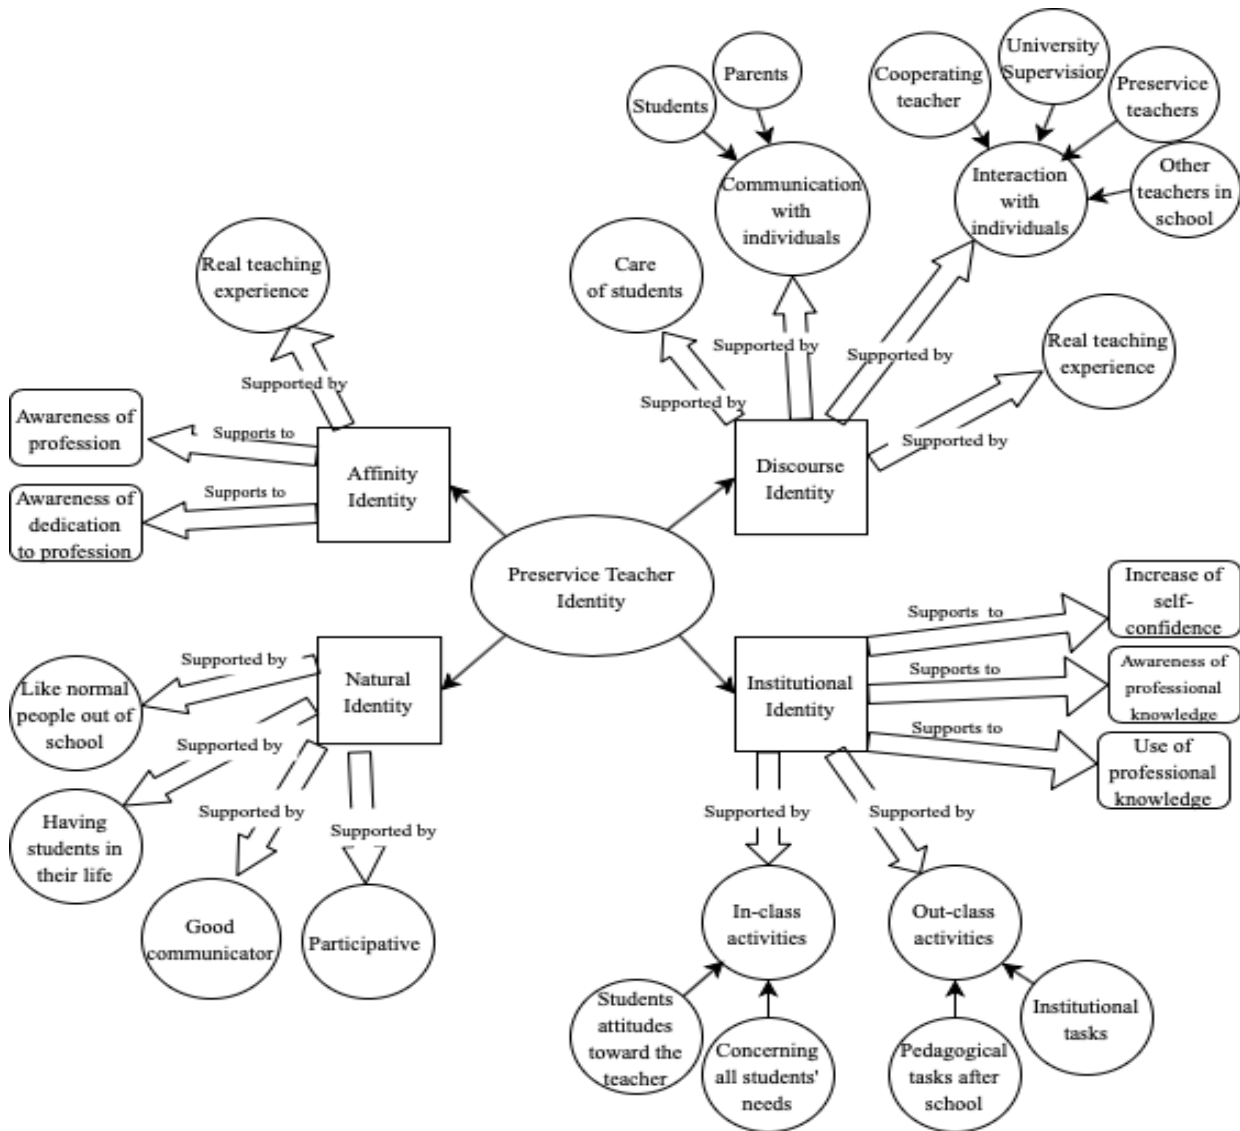 University
Supervisior
Parents
Cooperating
teacher
Preservice
teachers
Students
Other
teachers in
school
Communication
with
individuals
Interaction
with
individuals
Real teaching
experience
Care
of students
Real teaching
experience
Supported by
Supported by
Supported by
Supported by
Supported by
Awareness of
profession
Supports to
Affinity
Identity
Discourse
Identity
Awareness of
dedication
to profession
Supports to
Preservice Teacher
Identity
Increase of
self-
confidence
Supports to
Like normal
people out of
school
Supported by
Natural
Identity
Institutional
Identity
Supports to
Awareness of
professional
knowledge
Supports to
Use of
professional
knowledge
Supported by
Having
students in
their life
Supported by
Supported by
Supported by
Supported by
Good
communicator
Participative
In-class
activities
Out-class
activities
Students
attitudes
toward the
teacher
Concerning
all students'
needs
Pedagogical
tasks after
school
Institutional
tasks